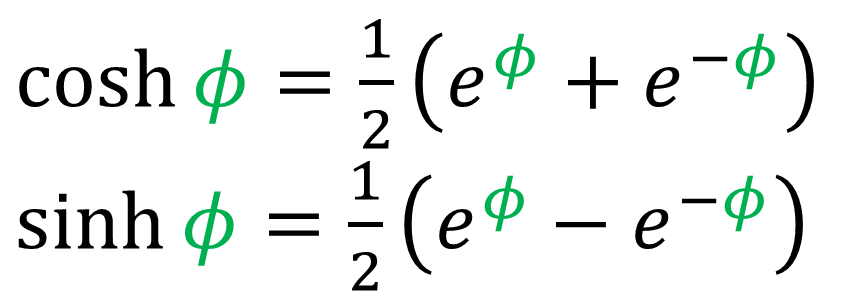 cosh ϕ = 1/2 (e^ϕ + e^−ϕ)
sinh ϕ = 1/2 (e^ϕ − e^−ϕ)